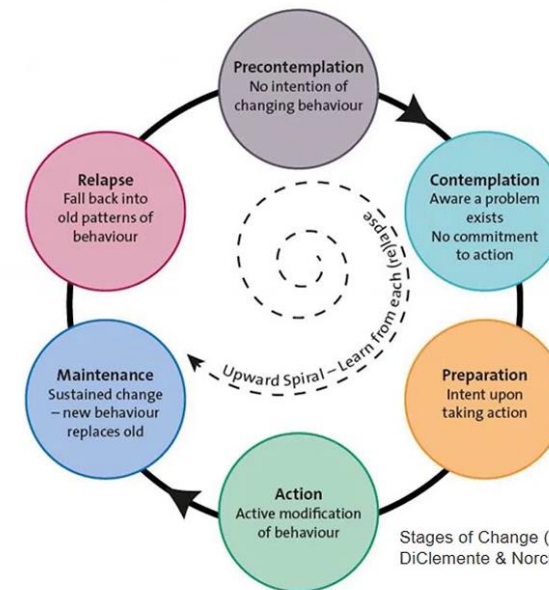 Precontemplation
No intention of
changing behaviour
Contemplation
Aware a problem
exists
No commitment
to action
Preparation
Intent upon
taking action
Action
Active modification
of behaviour
Maintenance
Sustained change
– new behaviour
replaces old
Relapse
Fall back into
old patterns of
behaviour
Upward Spiral – Learn from each (re)lapse
Stages of Change (
DiClemente &